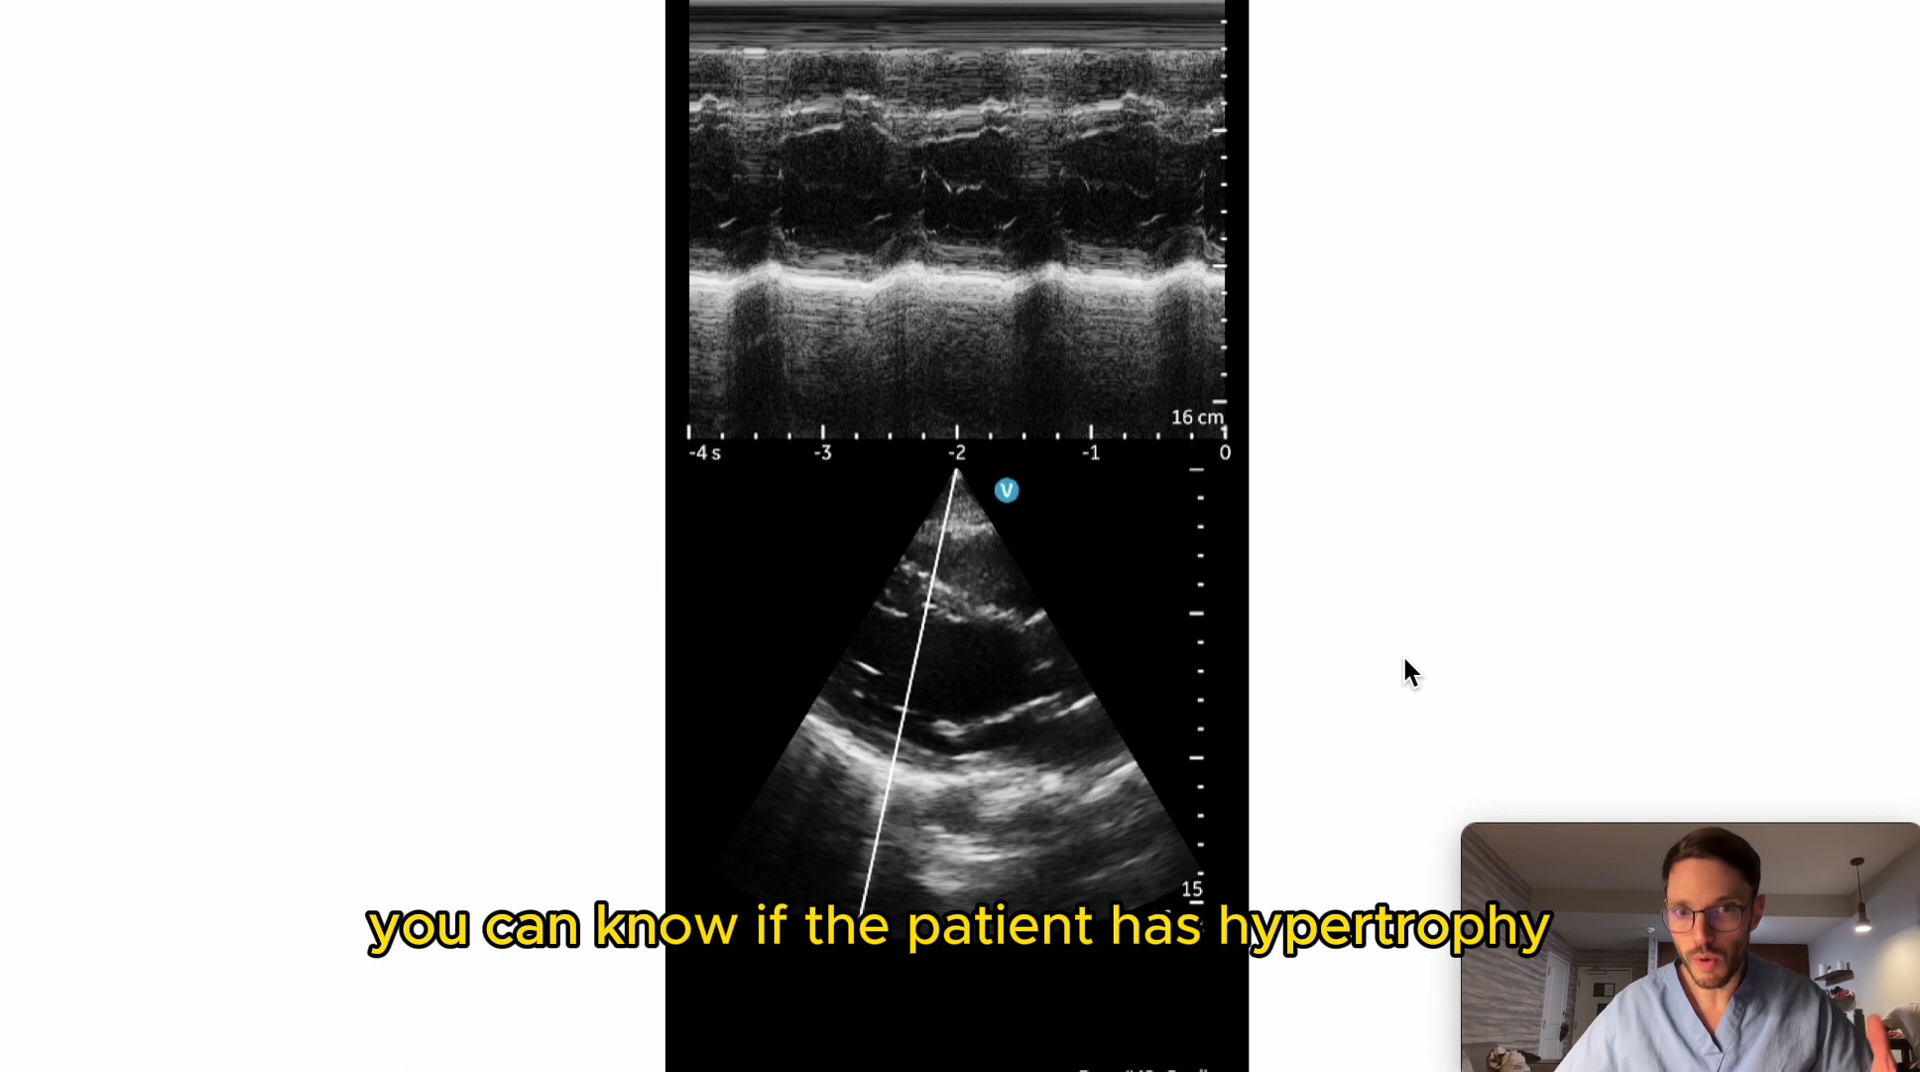 16 cm
-4 s -3 -2 -1 0
V
15
you can know if the patient has hypertrophy